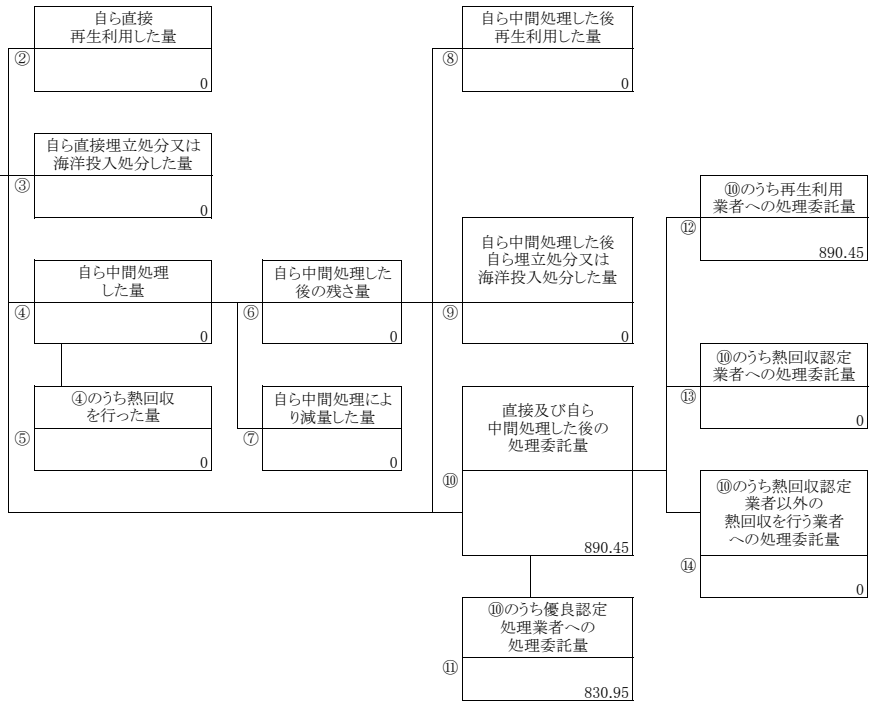 自ら直接
再生利用した量
②
0
自ら中間処理した後
再生利用した量
⑧
0
自ら直接埋立処分又は
海洋投入処分した量
③
0
⑩のうち再生利用
業者への処理委託量
⑫
890.45
自ら中間処理
した量
④
0
自ら中間処理した
後の残さ量
⑥
0
自ら中間処理した後
自ら埋立処分又は
海洋投入処分した量
⑨
0
⑩のうち熱回収認定
業者への処理委託量
⑬
0
④のうち熱回収
を行った量
⑤
0
自ら中間処理によ
り減量した量
⑦
0
直接及び自ら
中間処理した後の
処理委託量
⑩
890.45
⑩のうち熱回収認定
業者以外の
熱回収を行う業者
への処理委託量
⑭
0
⑩のうち優良認定
処理業者への
処理委託量
⑪
830.95